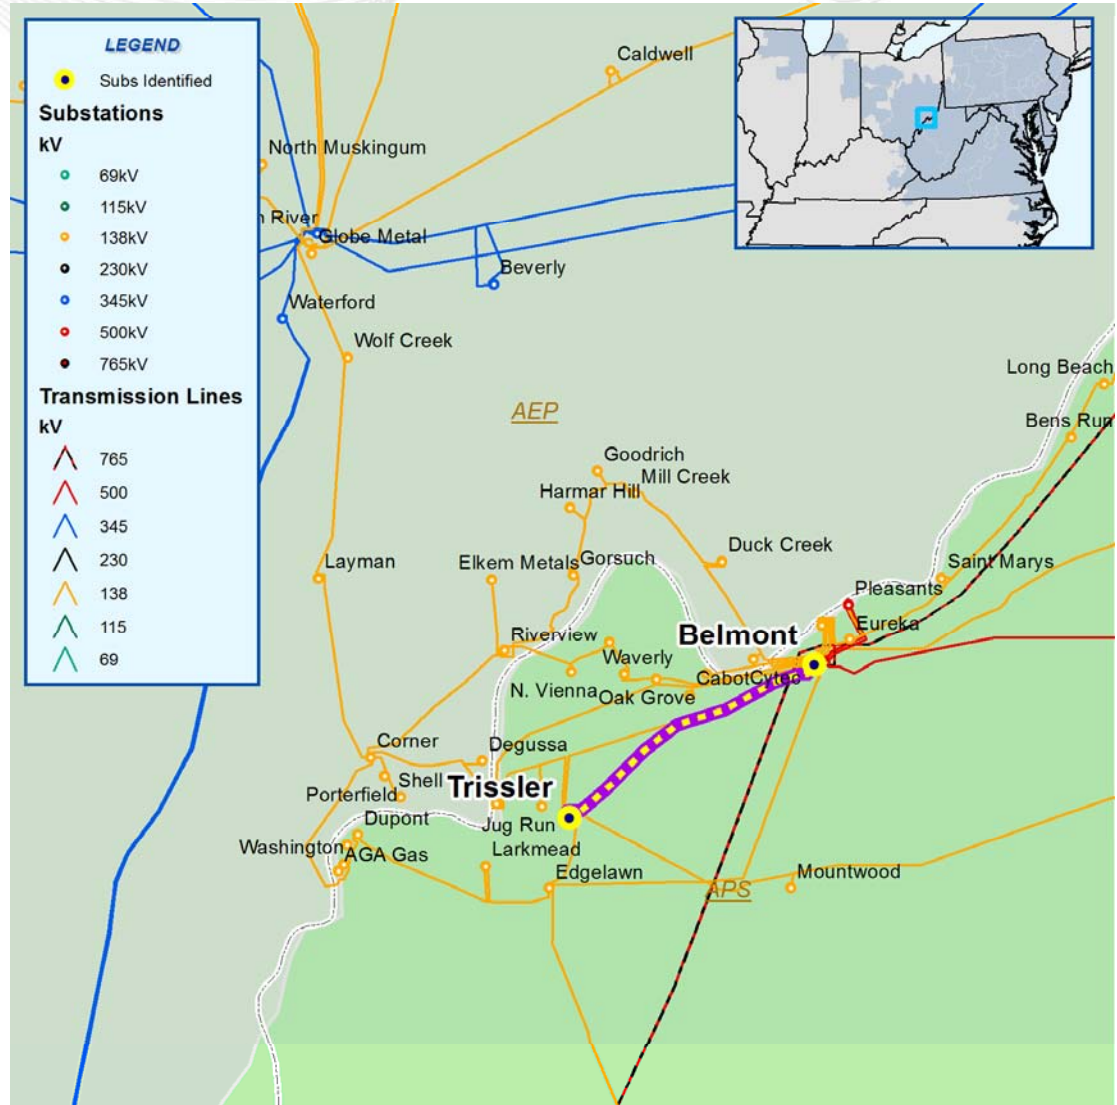 LEGEND
Subs Identified
Substations
kV
69kV
115kV
138kV
230kV
345kV
500kV
765kV
Transmission Lines
kV
765
500
345
230
138
115
69
Caldwell
North Muskingum
River
Globe Metal
Beverly
Waterford
Wolf Creek
Long Beach
AEP
Bens Run
Goodrich
Mill Creek
Harmar Hill
Duck Creek
Layman
Elkem Metals
Gorsuch
Saint Marys
Pleasants
Riverview
Belmont
Eureka
Waverly
N. Vienna
Oak Grove
Cabot
Cytec
Corner
Degussa
Shell
Trissler
Porterfield
Dupont
Jug Run
Washington
AGA Gas
Larkmead
Edgelawn
Mountwood
APS